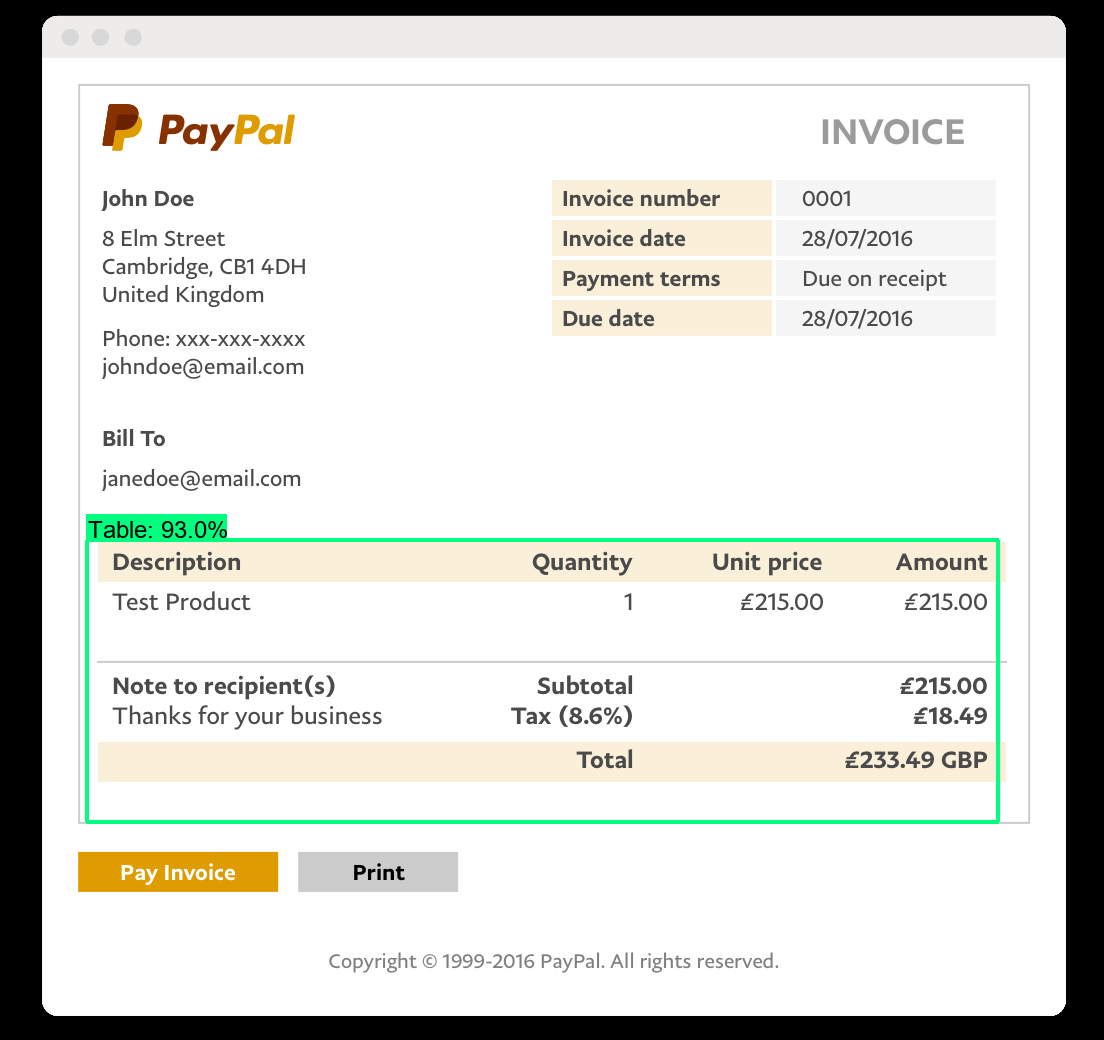 PayPal
INVOICE
John Doe
8 Elm Street
Cambridge, CB1 4DH
United Kingdom
Phone: xxx-xxx-xxxx
johndoe@email.com
Invoice number 0001
Invoice date 28/07/2016
Payment terms Due on receipt
Due date 28/07/2016
Bill To
janedoe@email.com
Table: 93.0%
Description Quantity Unit price Amount
Test Product 1 £215.00 £215.00
Note to recipient(s) Subtotal £215.00
Thanks for your business Tax (8.6%) £18.49
Total £233.49 GBP
Pay Invoice Print
Copyright © 1999-2016 PayPal. All rights reserved.